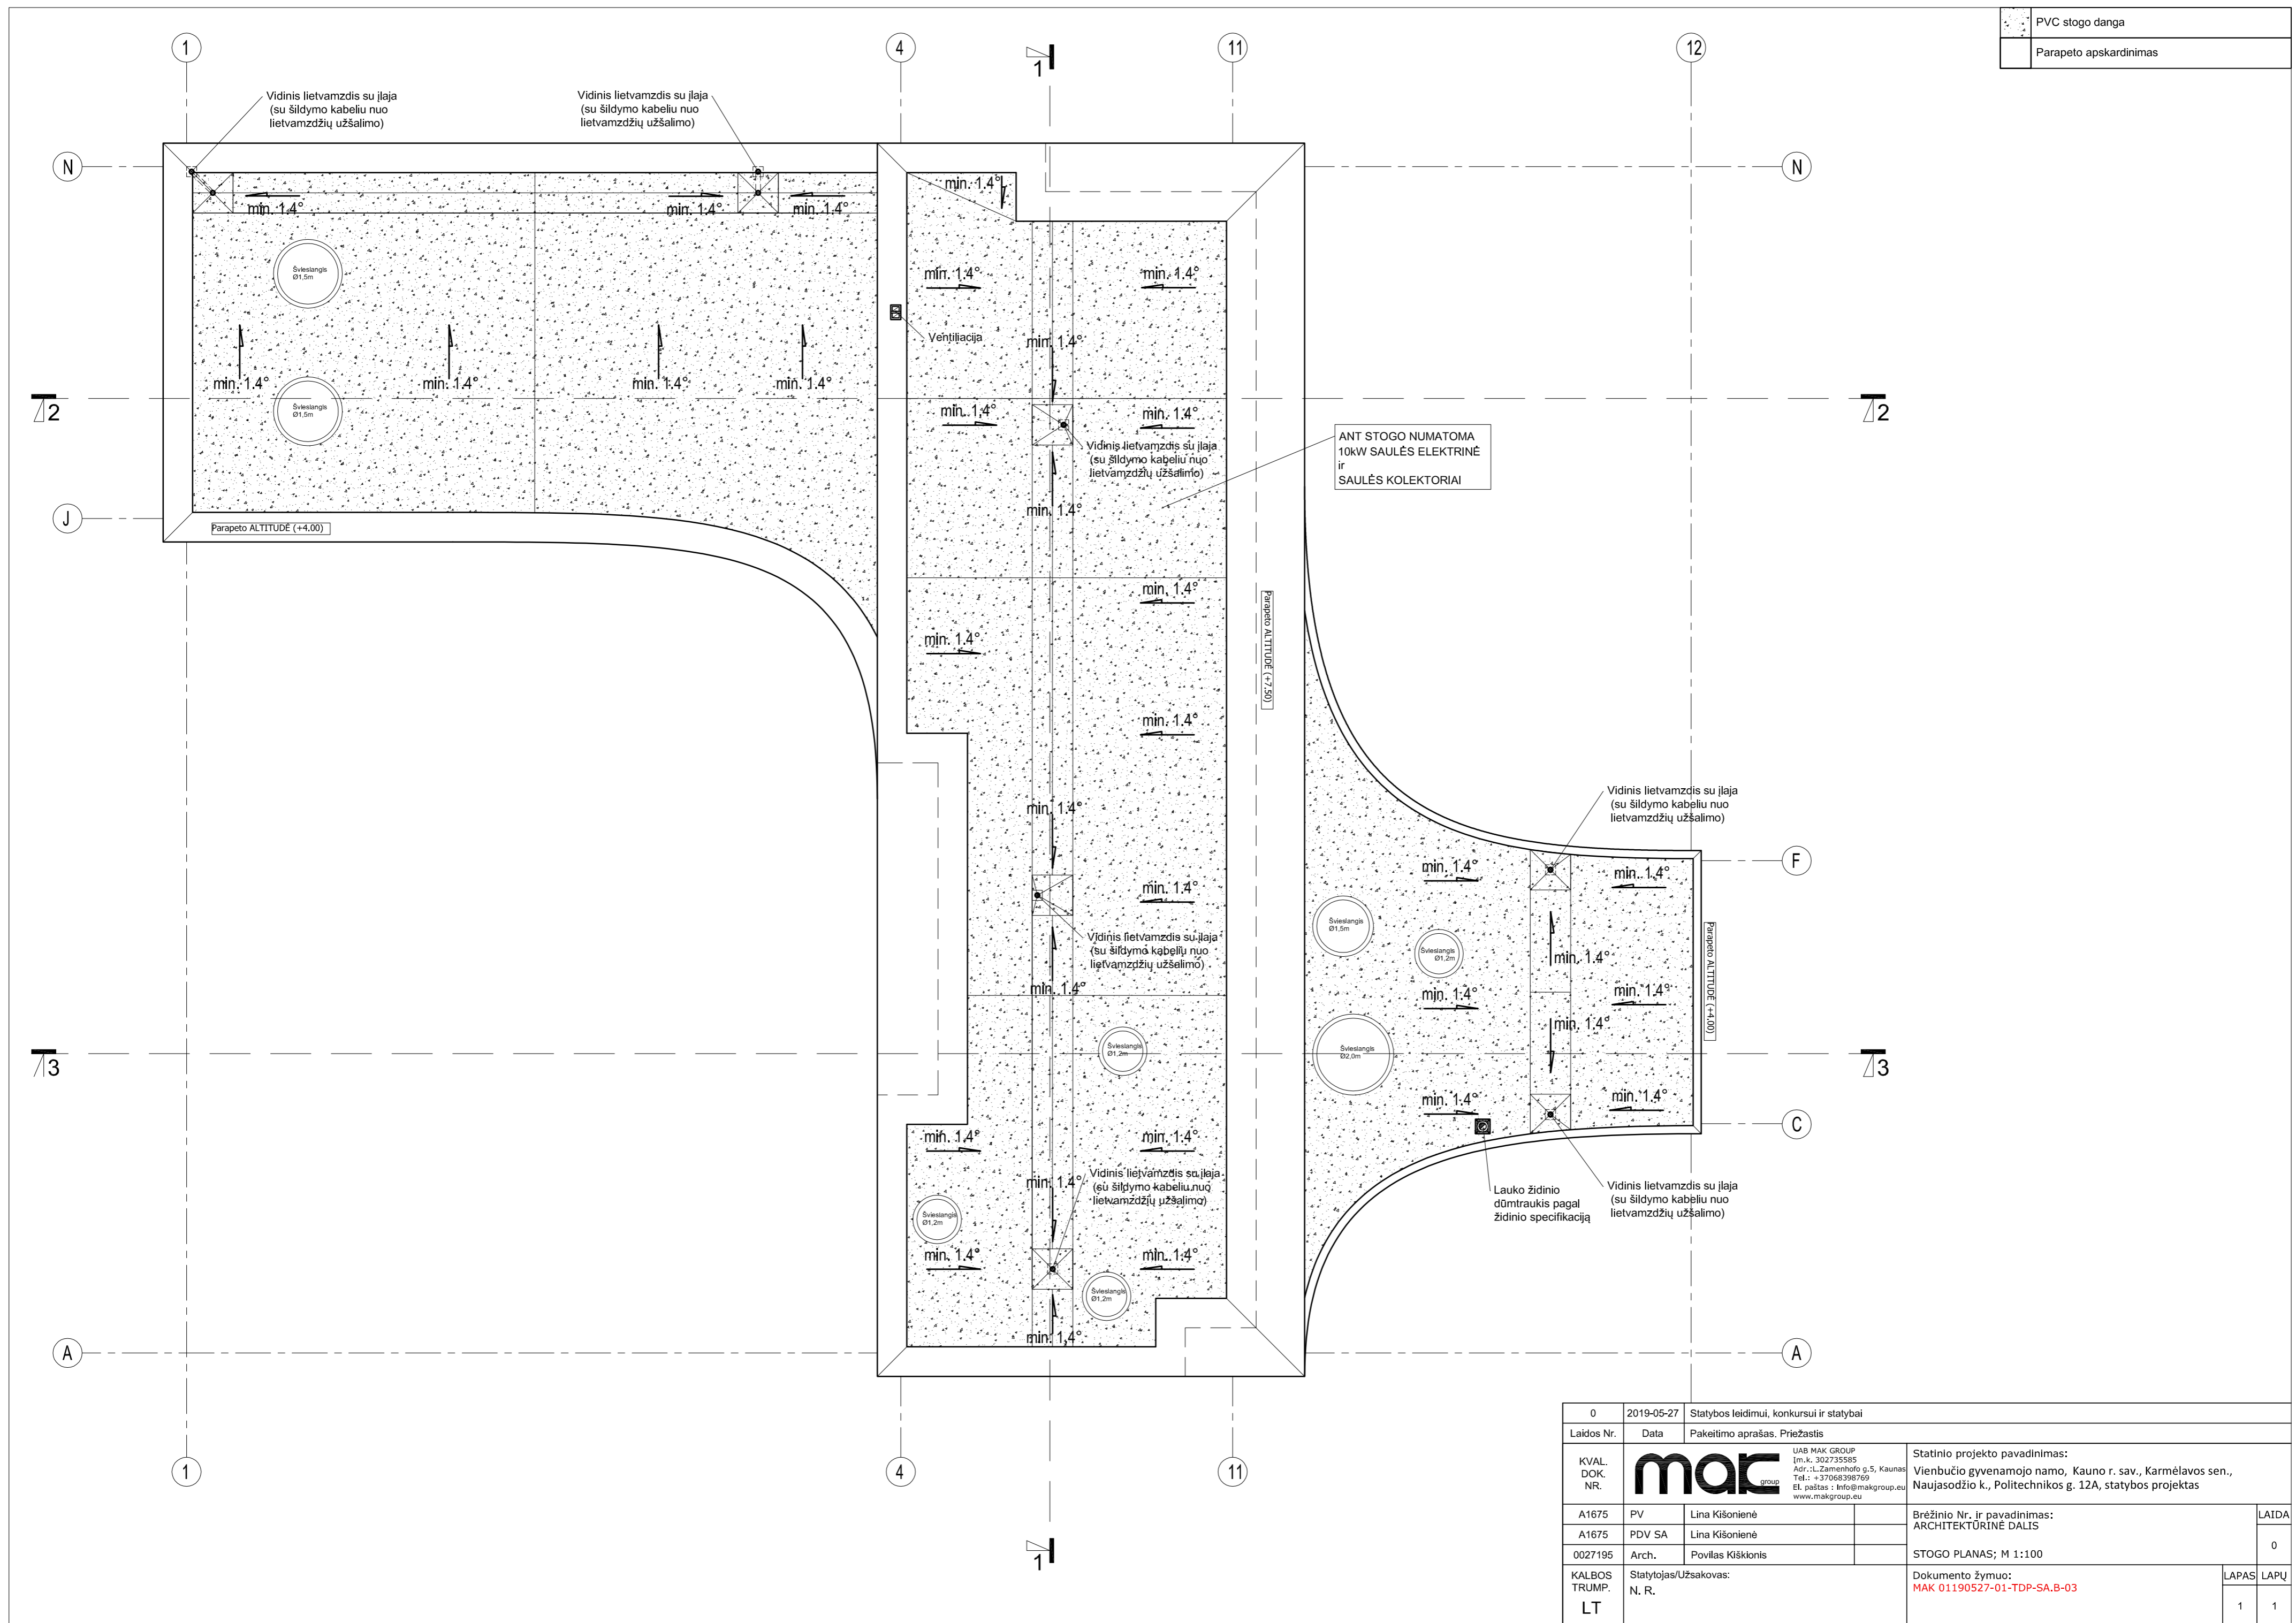 PVC stogo danga
Parapeto apskardinimas
1
4
1
11
12
Vidinis lietvamzdis su įlaja
(su šildymo kabeliu nuo
lietvamzdžių užšalimo)
Vidinis lietvamzdis su įlaja
(su šildymo kabeliu nuo
lietvamzdžių užšalimo)
N
N
min. 1.4°
min. 1.4°
min. 1.4°
min. 1.4°
Šviеslangis
Ø1,5m
min. 1.4°
min. 1.4°
Ventiliacija
min. 1.4°
min. 1.4°
min. 1.4°
min. 1.4°
min. 1.4°
Švieslangis
Ø1,5m
2
2
min. 1.4°
min. 1.4°
Vidinis lietvamzdis su įlaja
(su šildymo kabeliu nuo
lietvamzdžių užšalimo)
ANT STOGO NUMATOMA
10kW SAULĖS ELEKTRINĖ
ir
SAULĖS KOLEKTORIAI
min. 1.4°
J
Parapeto ALTITUDĖ (+4,00)
min. 1.4°
Parapeto ALTITUDĖ (+7.50)
min. 1.4°
min. 1.4°
min. 1.4°
Vidinis lietvamzdis su įlaja
(su šildymo kabeliu nuo
lietvamzdžių užšalimo)
F
min. 1.4°
min. 1.4°
min. 1.4°
Vidinis lietvamzdis su įlaja
(su šildymo kabeliu nuo
lietvamzdžių užšalimo)
Švieslangis
Ø1,5m
Švieslangis
Ø1,2m
min. 1.4°
Parapeto ALTITUDĖ (+4.00)
min. 1.4°
min. 1.4°
min. 1.4°
min. 1.4°
Švieslangis
Ø1,2m
Švieslangis
Ø2,0m
3
3
min. 1.4°
min. 1.4°
C
min. 1.4°
min. 1.4°
min. 1.4°
Vidinis lietvamzdis su įlaja
(su šildymo kabeliu nuo
lietvamzdžių užšalimo)
Lauko židinio
dūmtraukis pagal
židinio specifikaciją
Vidinis lietvamzdis su įlaja
(su šildymo kabeliu nuo
lietvamzdžių užšalimo)
Švieslangis
Ø1,2m
min. 1.4°
min. 1.4°
Švieslangis
Ø1,2m
min. 1.4°
A
A
1
4
11
1
0 2019-05-27 Statybos leidimui, konkursui ir statybai
Laidos Nr. Data Pakeitimo aprašas. Priežastis
KVAL.
DOK.
NR.
mak group
UAB MAK GROUP
Įm.k. 302735585
Adr.:L.Zamenhofo g.5, Kaunas
Tel.: +37068398769
El. paštas : Info@makgroup.eu
www.makgroup.eu
Statinio projekto pavadinimas:
Vienbučio gyvenamojo namo, Kauno r. sav., Karmėlavos sen.,
Naujasodžio k., Politechnikos g. 12A, statybos projektas
A1675 PV Lina Kišonienė
A1675 PDV SA Lina Kišonienė
0027195 Arch. Povilas Kiškionis
Brėžinio Nr. ir pavadinimas:
ARCHITEKTŪRINĖ DALIS
STOGO PLANAS; M 1:100
LAIDA
0
KALBOS
TRUMP.
LT
Statytojas/Užsakovas:
N. R.
Dokumento žymuo:
MAK 01190527-01-TDP-SA.B-03
LAPAS LAPŲ
1 1